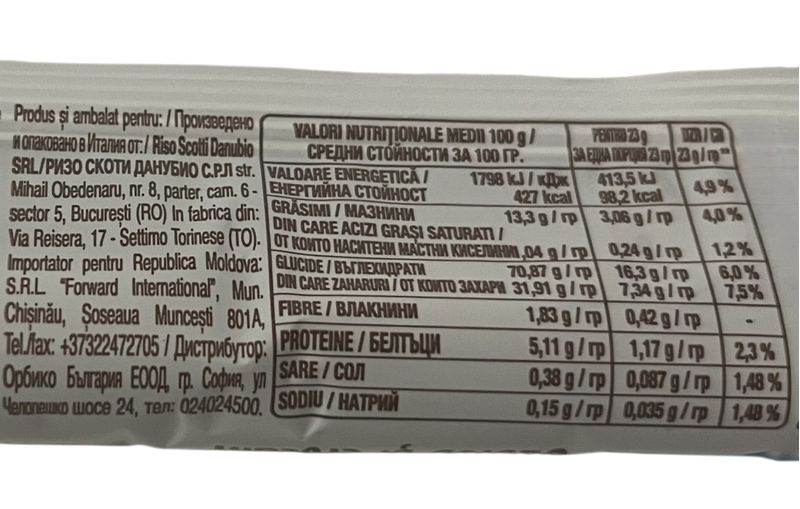 Produs și ambalat pentru: / Произведено
и опаковано в Италия от: / Riso Scotti Danubio
SRL/РИЗО СКОТИ ДАНУБИО С.Р.Л str.
Mihail Obedenaru, nr. 8, parter, cam. 6 -
sector 5, București (RO) In fabrica din:
Via Reisera, 17 - Settimo Torinese (TO).
Importator pentru Republica Moldova:
S.R.L. "Forward International", Mun.
Chișinău, Șoseaua Muncești 801A,
Tel./fax: +37322472705 / Дистрибутор:
Орбико България ЕООД, гр. София, ул
Челопешко шосе 24, тел: 024024500.
VALORI NUTRIȚIONALE MEDII 100 g / PENTRU 23 g DZR/
СРЕДНИ СТОЙНОСТИ ЗА 100 ГР. ЗА ЕДНА ПОРЦИЯ 23 гр 23 g / гр**
VALOARE ENERGETICĂ / 1798 kJ / кДж 413,5 kJ 4,9 %
ЕНЕРГИЙНА СТОЙНОСТ 427 kcal 98,2 kcal
GRĂSIMI / МАЗНИНИ 13,3 g / гр 3,06 g / гр 4,0 %
DIN CARE ACIZI GRAȘI SATURATI /
ОТ КОИТО НАСИТЕНИ МАСТНИ КИСЕЛИНИ 1,04 g / гр 0,24 g / гр 1,2 %
GLUCIDE / ВЪГЛЕХИДРАТИ 70,87 g / гр 16,3 g / гр 6,0 %
DIN CARE ZAHARURI / ОТ КОИТО ЗАХАРИ 31,91 g / гр 7,34 g / гр 7,5%
FIBRE / ВЛАКНИНИ 1,83 g / гр 0,42 g / гр -
PROTEINE / БЕЛТЪЦИ 5,11 g / гр 1,17 g / гр 2,3 %
SARE / СОЛ 0,38 g / гр 0,087 g / гр 1,48 %
SODIU / НАТРИЙ 0,15 g / гр 0,035 g / гр 1,48 %